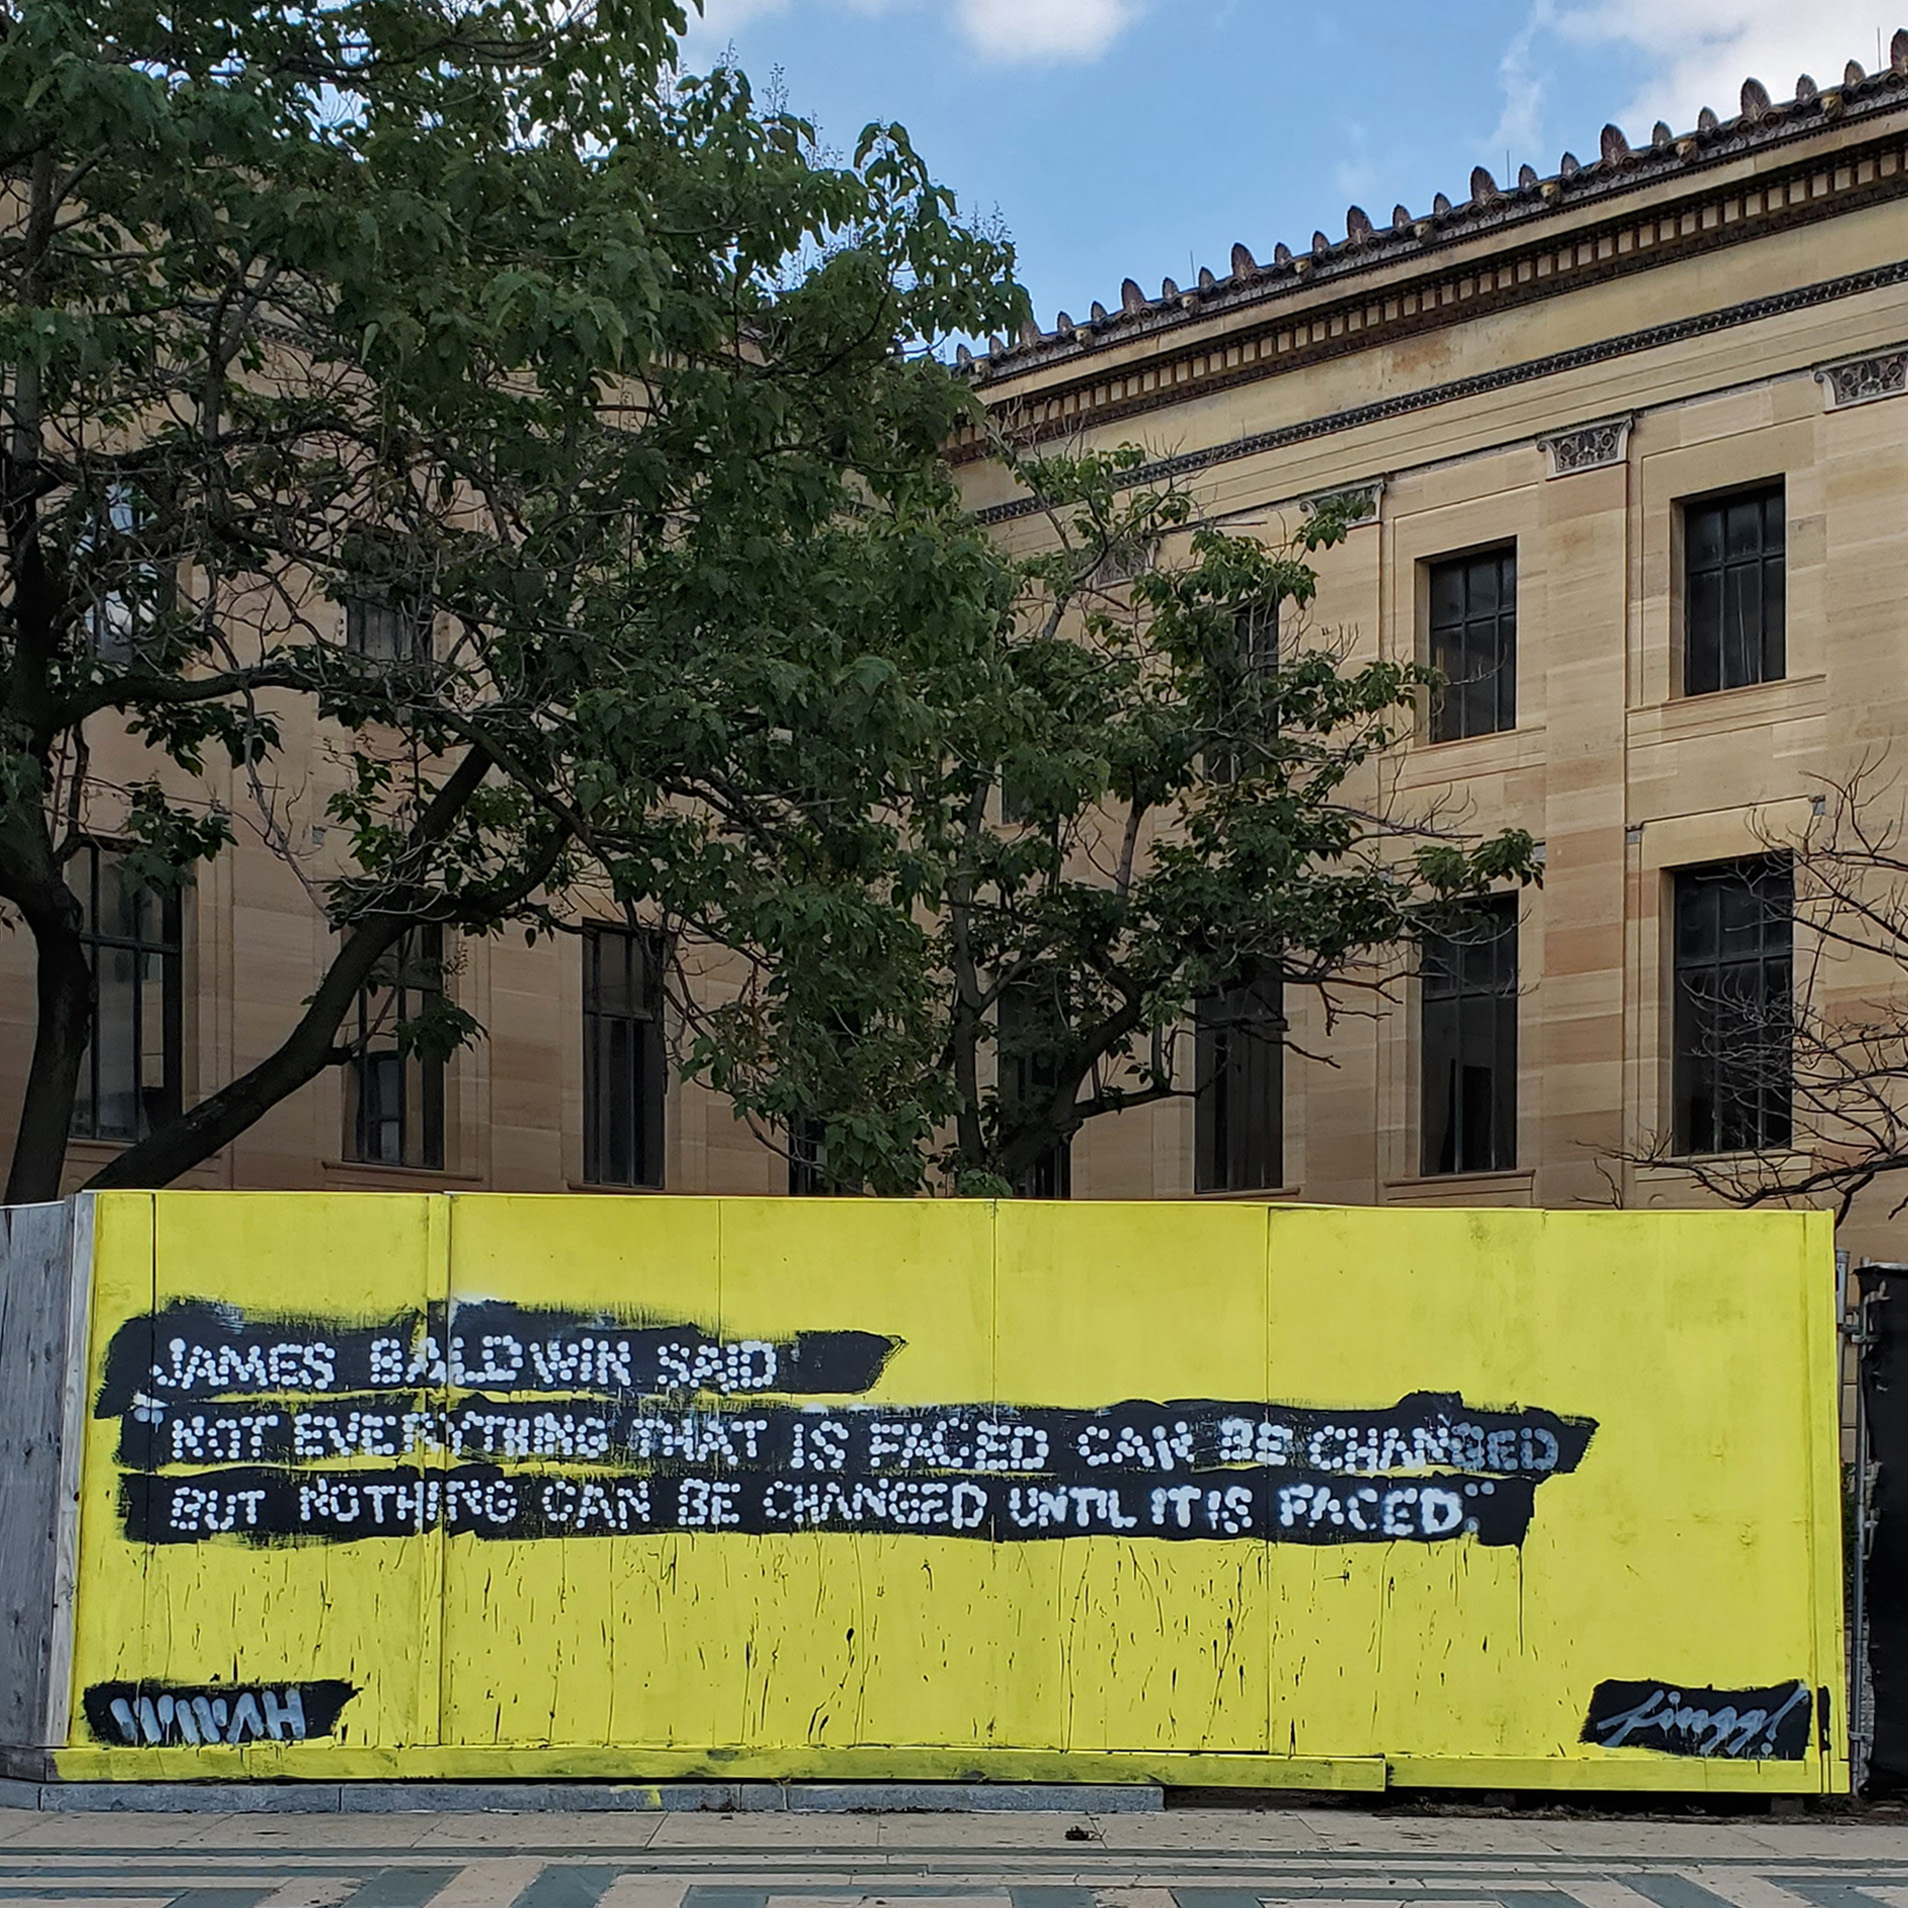 JAMES BALDWIN SAID
"NOT EVERYTHING THAT IS FACED CAN BE CHANGED
BUT NOTHING CAN BE CHANGED UNTIL IT IS FACED."